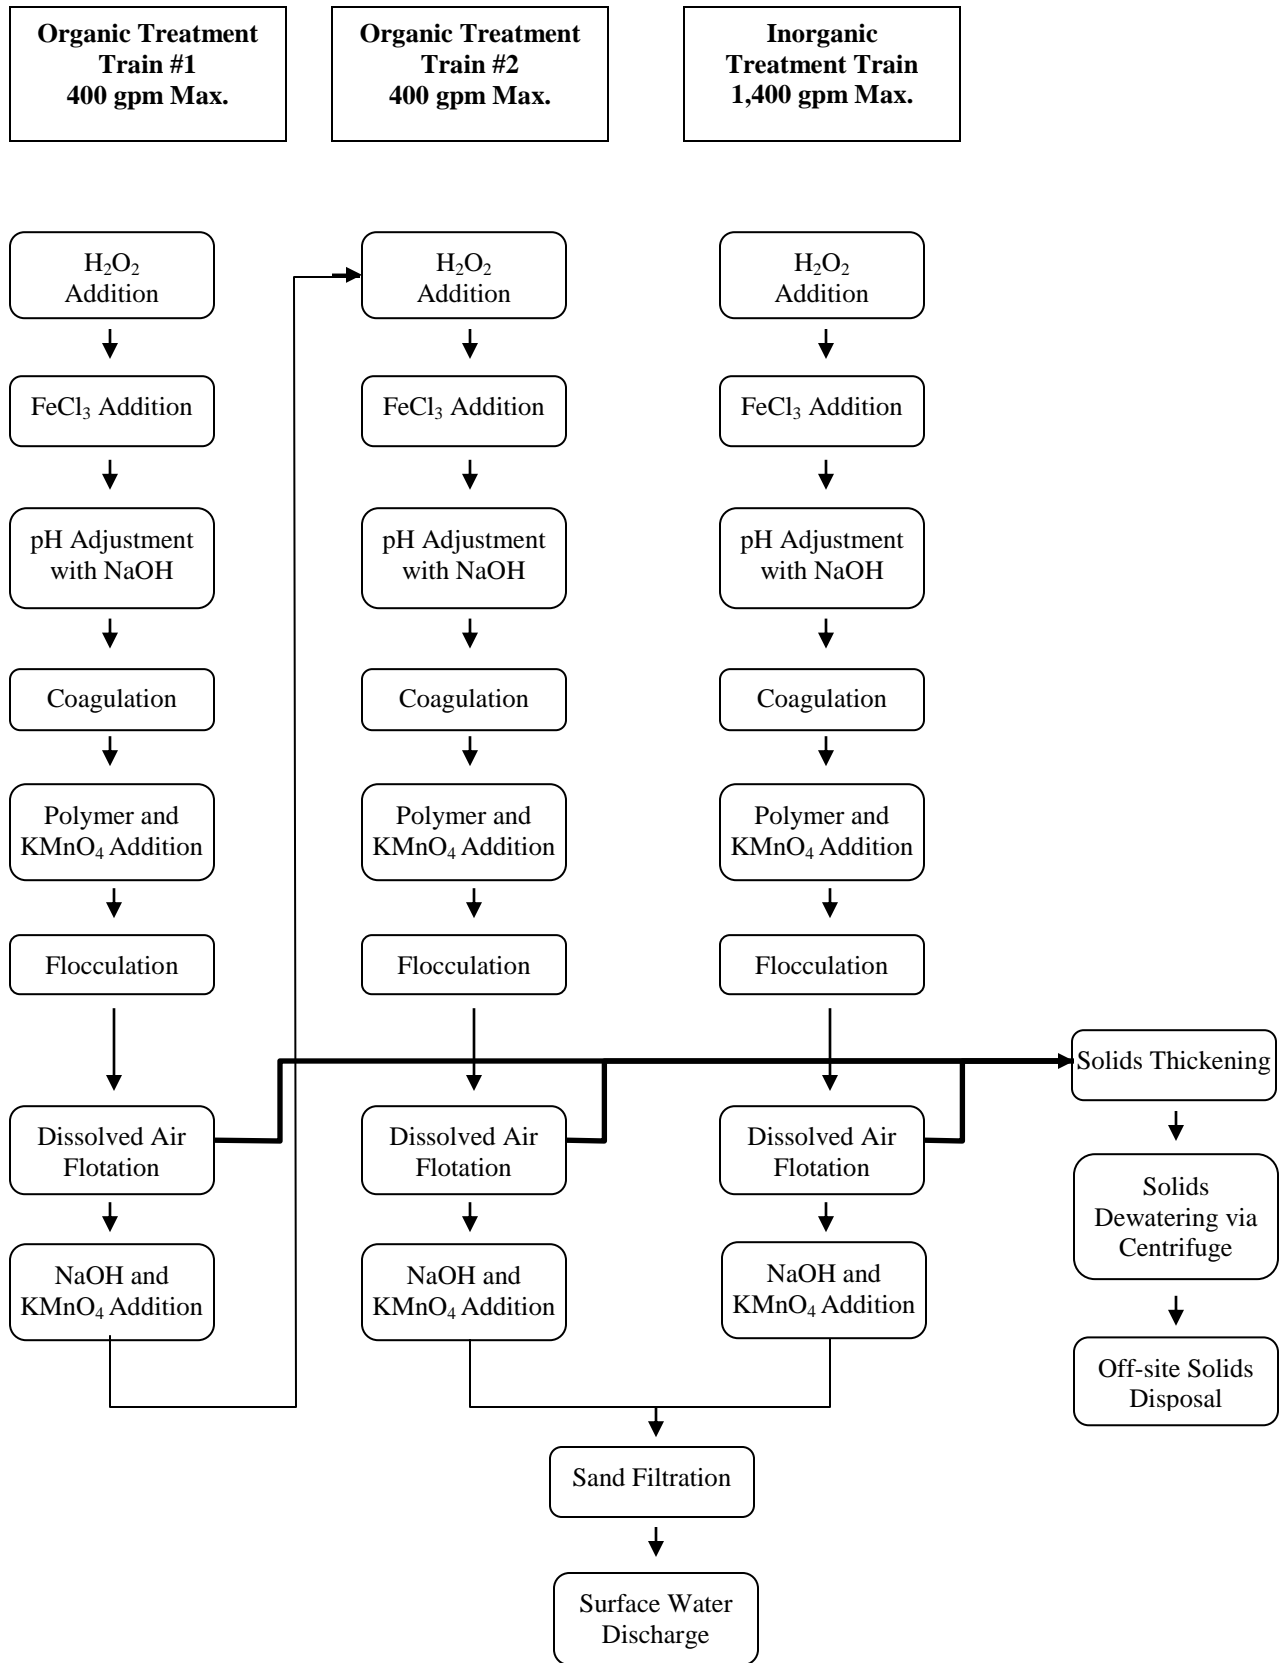 Organic Treatment
Train #1
400 gpm Max.
Organic Treatment
Train #2
400 gpm Max.
Inorganic
Treatment Train
1,400 gpm Max.
H₂O₂
Addition
H₂O₂
Addition
H₂O₂
Addition
FeCl₃ Addition
FeCl₃ Addition
FeCl₃ Addition
pH Adjustment
with NaOH
pH Adjustment
with NaOH
pH Adjustment
with NaOH
Coagulation
Coagulation
Coagulation
Polymer and
KMnO₄ Addition
Polymer and
KMnO₄ Addition
Polymer and
KMnO₄ Addition
Flocculation
Flocculation
Flocculation
Solids Thickening
Dissolved Air
Flotation
Dissolved Air
Flotation
Dissolved Air
Flotation
Solids
Dewatering via
Centrifuge
NaOH and
KMnO₄ Addition
NaOH and
KMnO₄ Addition
NaOH and
KMnO₄ Addition
Off-site Solids
Disposal
Sand Filtration
Surface Water
Discharge